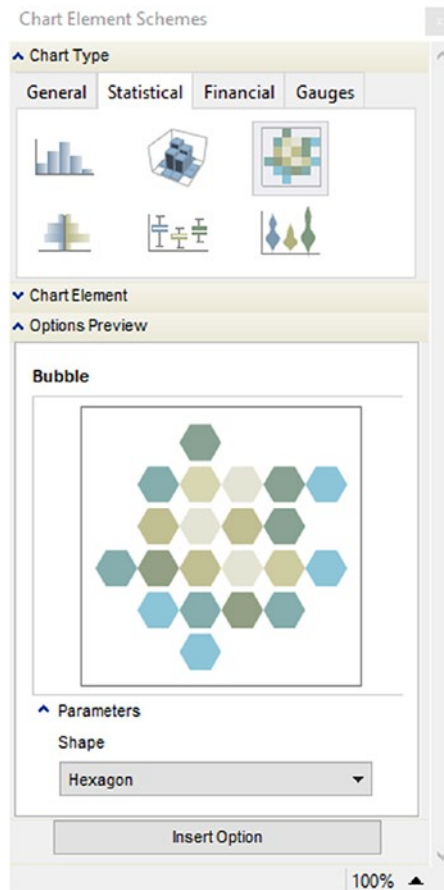 Chart Element Schemes
Chart Type
General Statistical Financial Gauges
Chart Element
Options Preview
Bubble
Parameters
Shape
Hexagon
Insert Option
100%